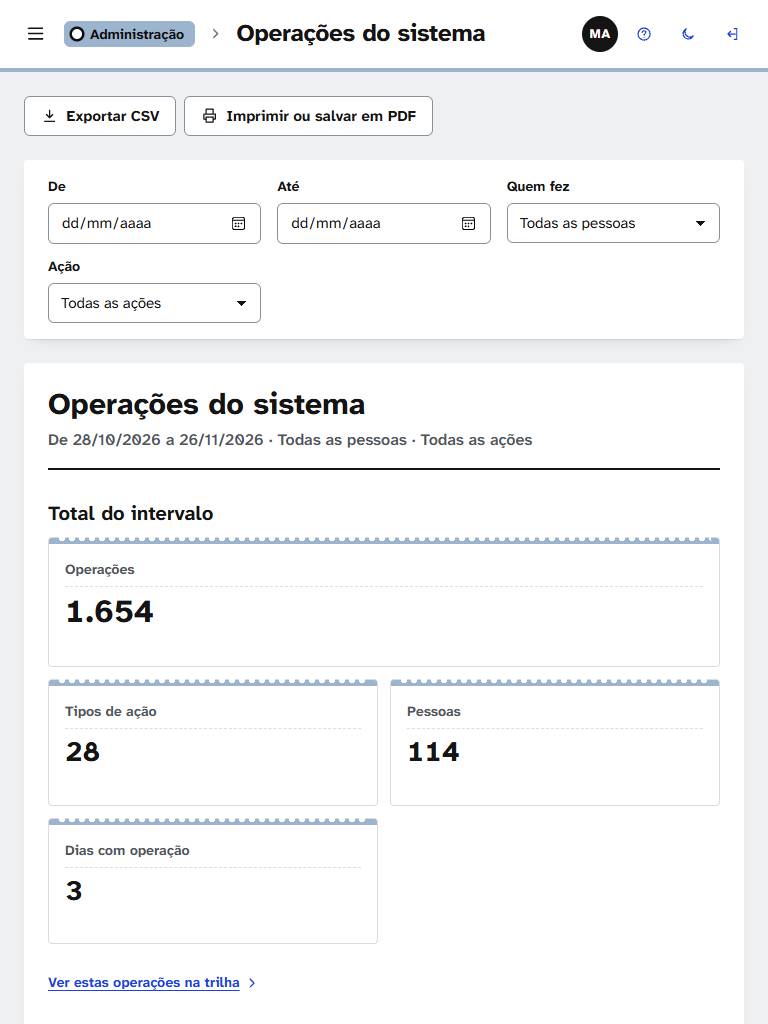 Administração
Operações do sistema
MA
Exportar CSV
Imprimir ou salvar em PDF
De
Até
Quem fez
dd/mm/aaaa
dd/mm/aaaa
Todas as pessoas
Ação
Todas as ações
Operações do sistema
De 28/10/2026 a 26/11/2026 · Todas as pessoas · Todas as ações
Total do intervalo
Operações
1.654
Tipos de ação
28
Pessoas
114
Dias com operação
3
Ver estas operações na trilha